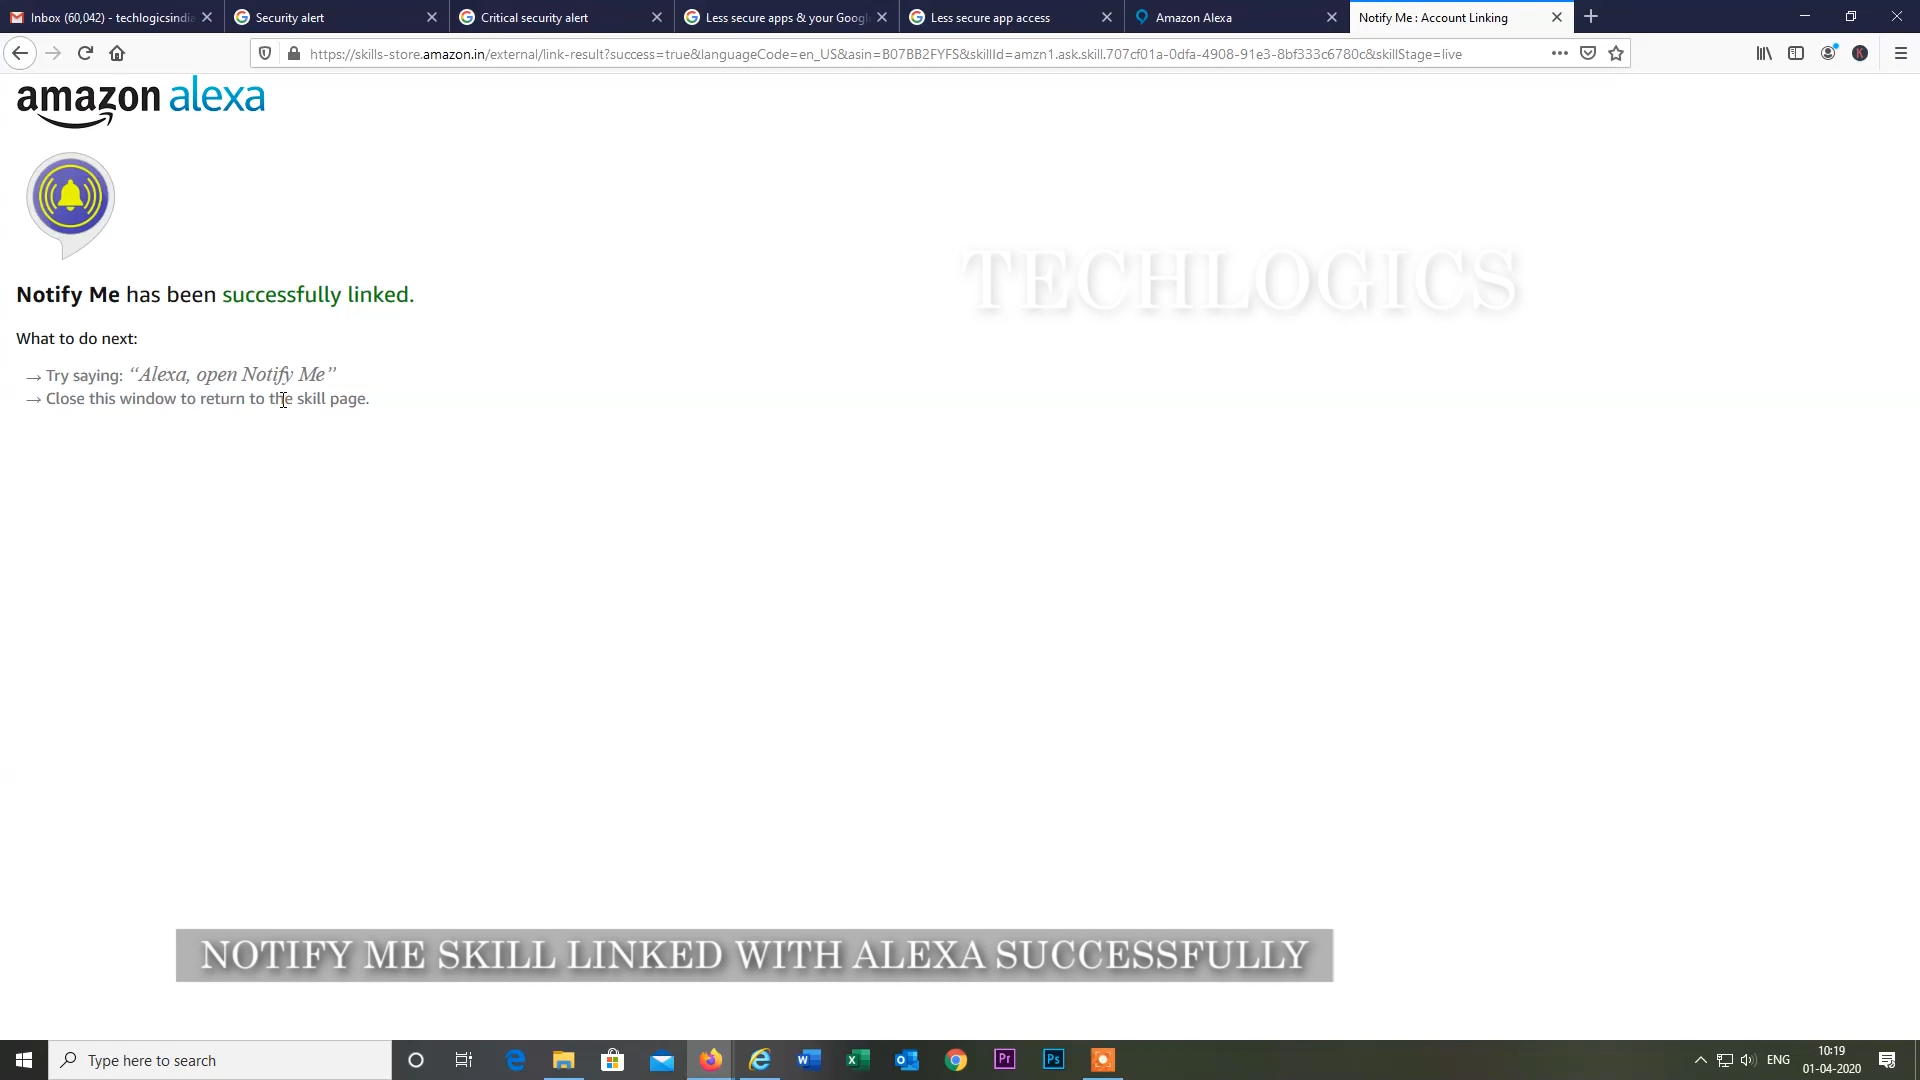 Inbox (60,042) - techlogicsindia
Security alert
Critical security alert
Less secure apps & your Googl
Less secure app access
Amazon Alexa
Notify Me : Account Linking
https://skills-store.amazon.in/external/link-result?success=true&languageCode=en_US&asin=B07BB2FYFS&skillId=amzn1.ask.skill.707cf01a-0dfa-4908-91e3-8bf333c6780c&skillStage=live
K
amazon alexa
TECHLOGICS
Notify Me has been successfully linked.
What to do next:
→ Try saying: “Alexa, open Notify Me”
→ Close this window to return to the skill page.
NOTIFY ME SKILL LINKED WITH ALEXA SUCCESSFULLY
Type here to search
Pr
Ps
ENG
10:19
01-04-2020